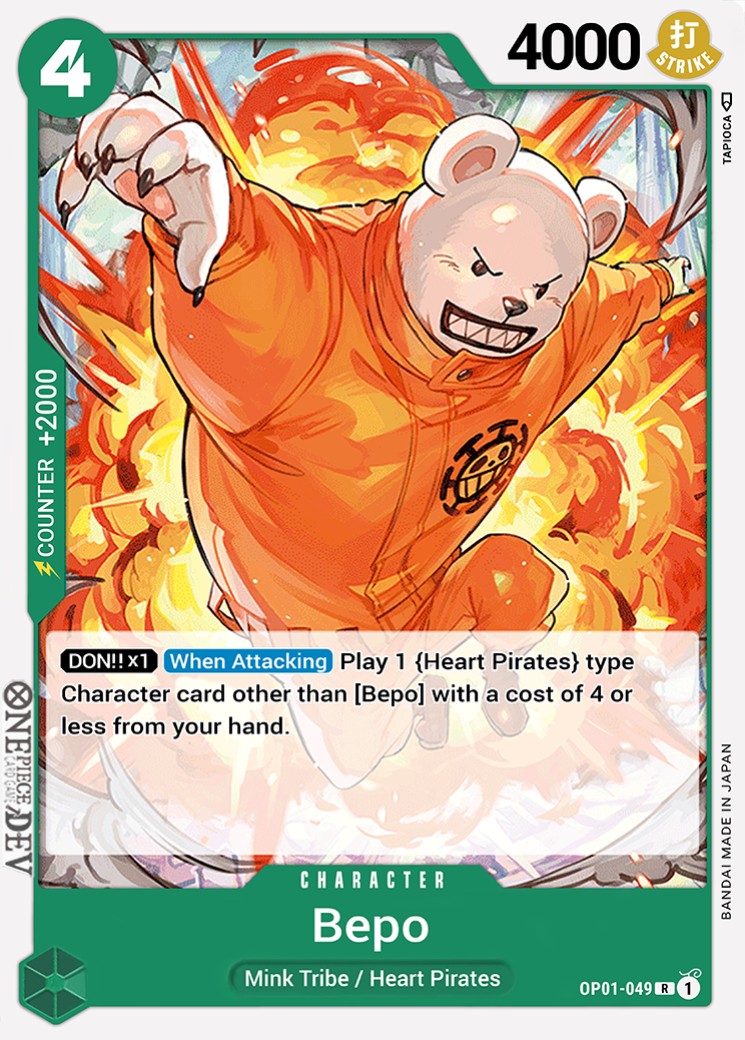 4
4000
打
STRIKE
TAPIOCA
COUNTER +2000
DON!! x1 When Attacking Play 1 {Heart Pirates} type
Character card other than [Bepo] with a cost of 4 or
less from your hand.
ONE PIECE DEV
CARD GAME
BANDAI MADE IN JAPAN
CHARACTER
Bepo
Mink Tribe / Heart Pirates
OP01-049 R 1